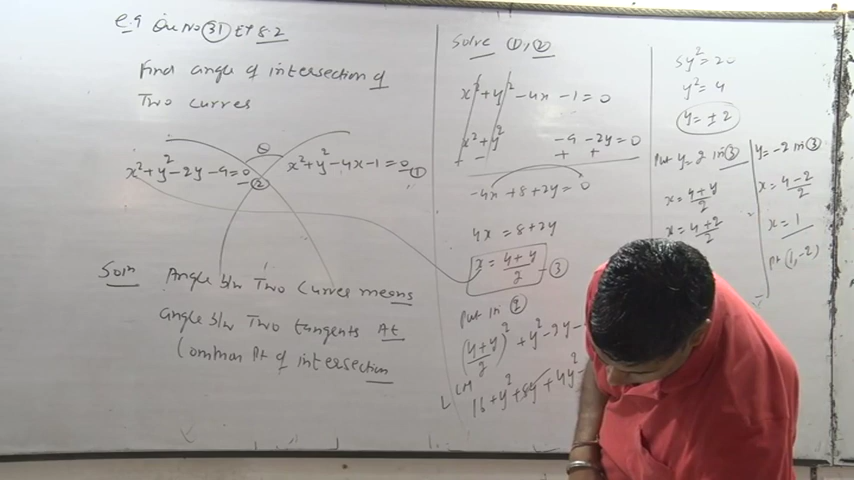 e.g Qu.No 31 Ex 8.2
Find angle of intersection of
Two curves
θ
x²+y²-2y-9=0 ②
x²+y²-4x-1=0 ①
Soln Angle b/w Two Curves means
angle b/w Two tangents At
Common Pt of intersection
Solve ①,②
x²+y²-4x-1=0
x²+y² -9-2y=0
- - + +
-4x+8+2y=0
4x=8+2y
x=(4+y)/2 -③
put in ②
((4+y)/2)²+y²-2y-
LCM
16+y²+8y+4y²-
5y²=20
y²=4
y=±2
Put y=2 in ③
x=(4+y)/2
x=(4+2)/2
y=-2 in ③
x=(4-2)/2
x=1
Pt (1,-2)